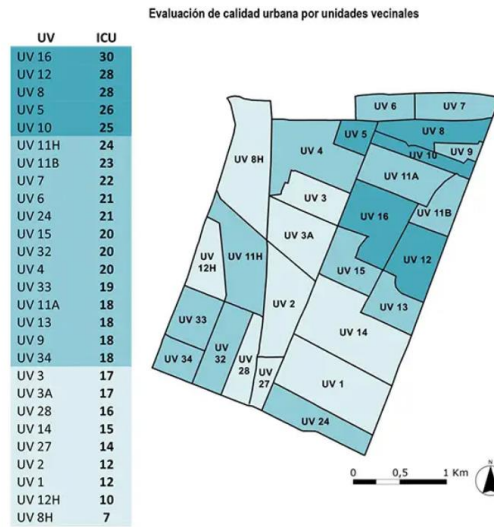 Evaluación de calidad urbana por unidades vecinales
UV ICU
UV 16 30
UV 12 28
UV 8 28
UV 5 26
UV 10 25
UV 11H 24
UV 11B 23
UV 7 22
UV 6 21
UV 24 21
UV 15 20
UV 32 20
UV 4 20
UV 33 19
UV 11A 18
UV 13 18
UV 9 18
UV 34 18
UV 3 17
UV 3A 17
UV 28 16
UV 14 15
UV 27 14
UV 2 12
UV 1 12
UV 12H 10
UV 8H 7
UV 6
UV 7
UV 5
UV 8
UV 4
UV 10
UV 9
UV 8H
UV 11A
UV 3
UV 16
UV 11B
UV 3A
UV 11H
UV 12H
UV 15
UV 12
UV 2
UV 13
UV 33
UV 14
UV 34
UV 32
UV 28
UV 27
UV 1
UV 24
0 0,5 1 Km
N